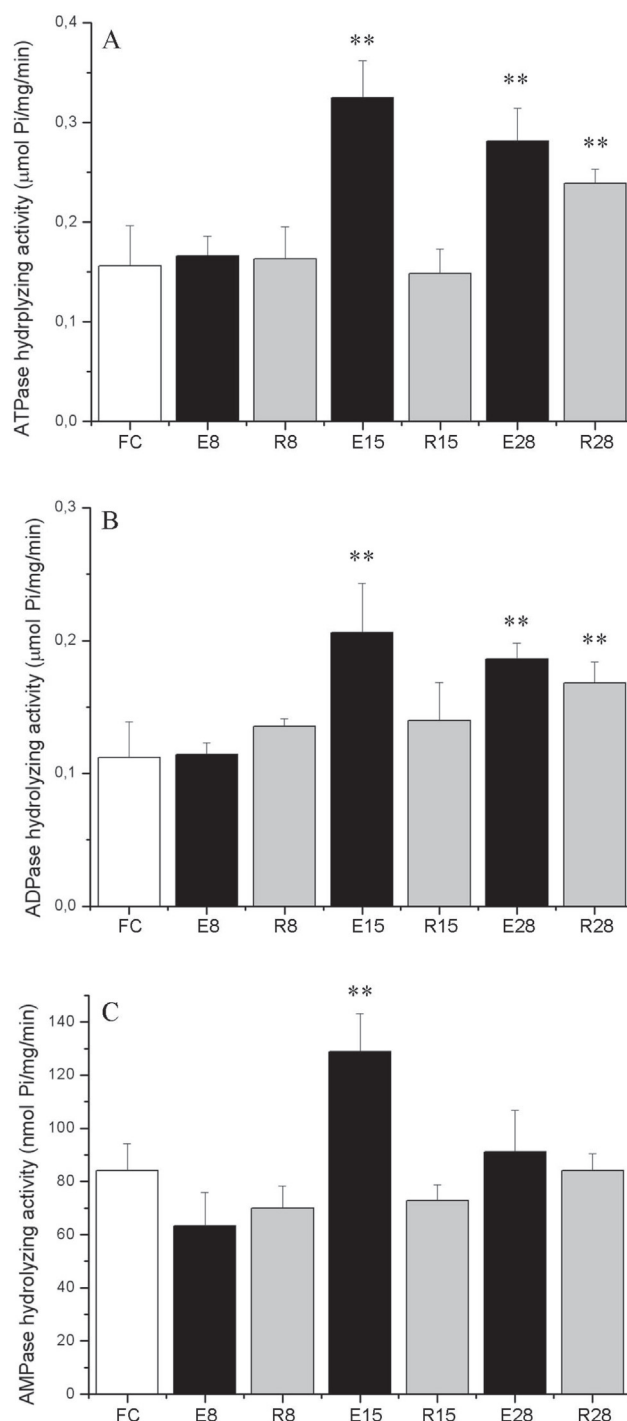 A
ATPase hydrplyzing activity (μmol Pi/mg/min)
0,4
0,3
0,2
0,1
0,0
**
**
**
FC E8 R8 E15 R15 E28 R28
B
ADPase hydrolyzing activity (μmol Pi/mg/min)
0,3
0,2
0,1
0,0
**
**
**
FC E8 R8 E15 R15 E28 R28
C
AMPase hydrolyzing activity (nmol Pi/mg/min)
140
120
100
80
60
40
20
0
**
FC E8 R8 E15 R15 E28 R28